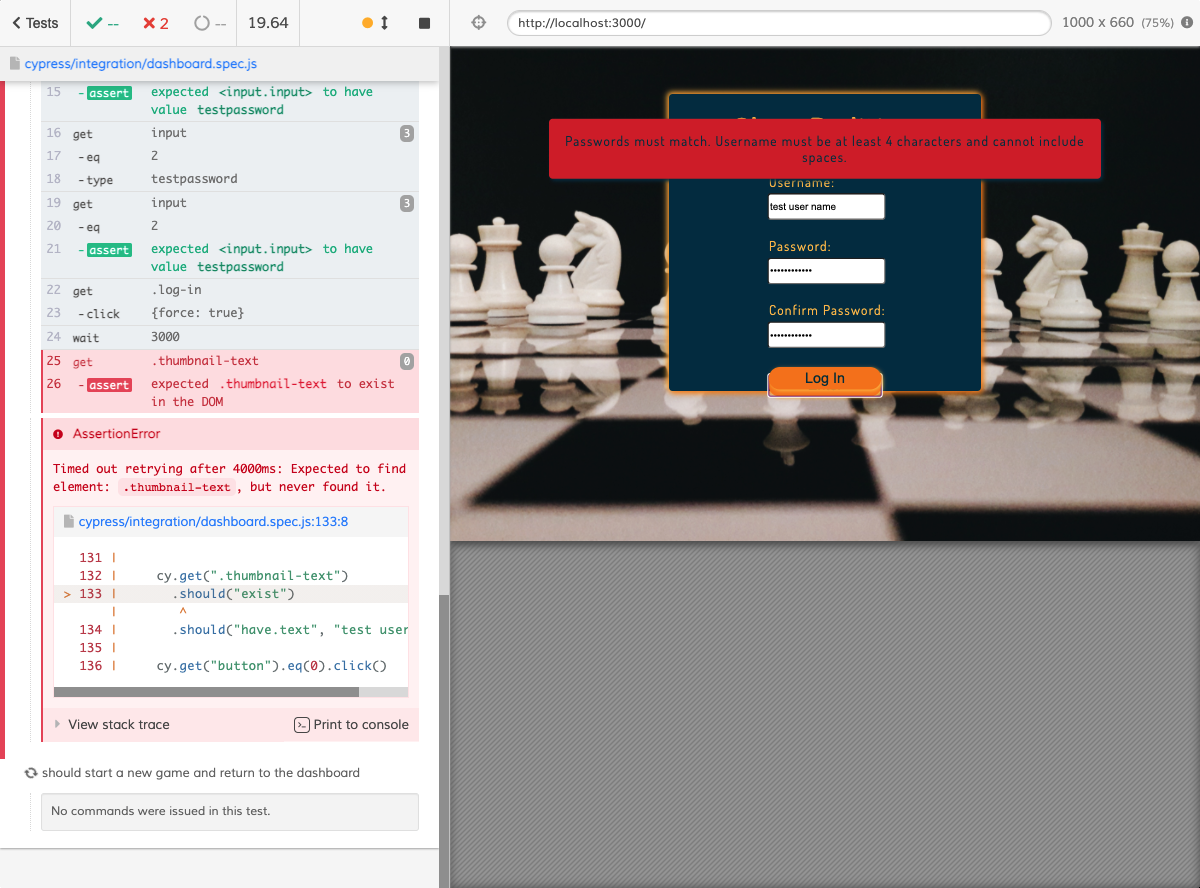 Tests
--
2
--
19.64
http://localhost:3000/
1000 x 660 (75%)
cypress/integration/dashboard.spec.js
15 - assert expected <input.input> to have
value testpassword
16 get input 3
17 - eq 2
18 - type testpassword
19 get input 3
20 - eq 2
21 - assert expected <input.input> to have
value testpassword
22 get .log-in
23 - click {force: true}
24 wait 3000
25 get .thumbnail-text 0
26 - assert expected .thumbnail-text to exist
in the DOM
AssertionError
Timed out retrying after 4000ms: Expected to find
element: .thumbnail-text, but never found it.
cypress/integration/dashboard.spec.js:133:8
131 |
132 | cy.get(".thumbnail-text")
> 133 | .should("exist")
| ^
134 | .should("have.text", "test user
135 |
136 | cy.get("button").eq(0).click()
View stack trace
Print to console
should start a new game and return to the dashboard
No commands were issued in this test.
Passwords must match. Username must be at least 4 characters and cannot include
spaces.
Username:
test user name
Password:
Confirm Password:
Log In